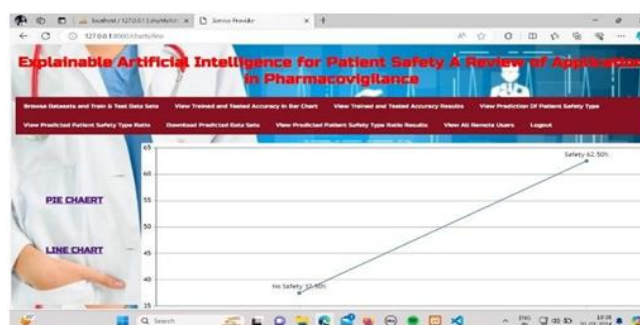 localhost / 127.0.0.1
Service Provider
127.0.0.1:8000/charts/line
Explainable Artificial Intelligence for Patient Safety A Review of Application
in Pharmacovigilance
Browse Datasets and Train & Test Data Sets View Trained and Tested Accuracy in Bar Chart View Trained and Tested Accuracy Results View Prediction Of Patient Safety Type
View Predicted Patient Safety Type Ratio Download Predicted Data Sets View Predicted Patient Safety Type Ratio Results View All Remote Users Logout
65
Safety 62.50%
60
PIE CHAERT
55
50
LINE CHART
45
40
No Safety 37.50%
35
Search
ENG